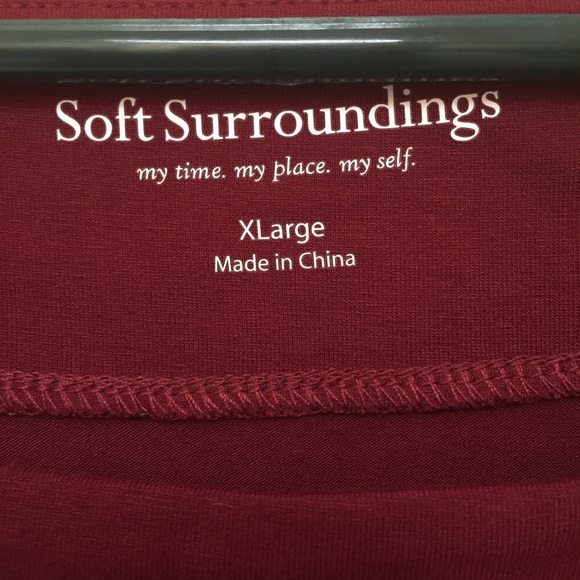 Soft Surroundings
my time. my place. my self.
XLarge
Made in China